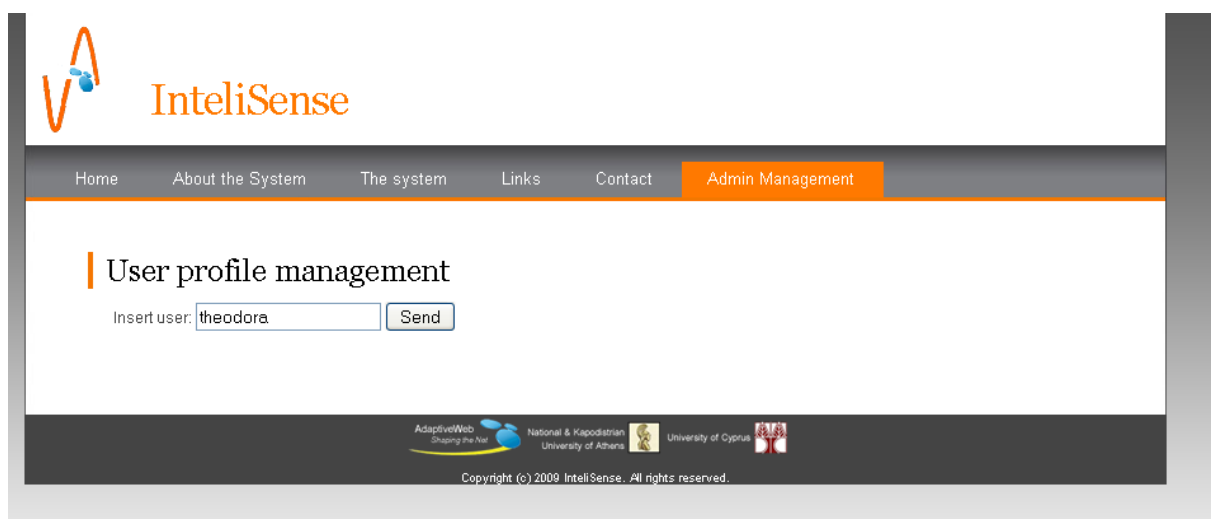 InteliSense
Home About the System The system Links Contact Admin Management
User profile management
Insert user: theodora Send
AdaptiveWeb
Shaping the Net
National & Kapodistrian
University of Athens
University of Cyprus
Copyright (c) 2009 InteliSense. All rights reserved.